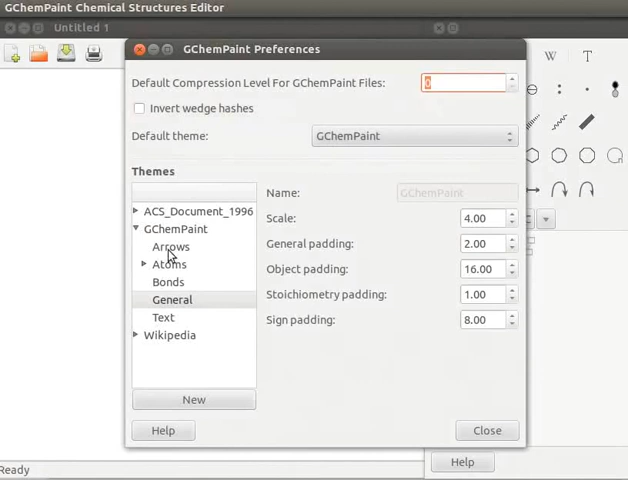 GChemPaint Chemical Structures Editor
Untitled 1
GChemPaint Preferences
Default Compression Level For GChemPaint Files: 0
Invert wedge hashes
Default theme: GChemPaint
Themes
ACS_Document_1996
GChemPaint
Arrows
Atoms
Bonds
General
Text
Wikipedia
New
Name: GChemPaint
Scale: 4.00
General padding: 2.00
Object padding: 16.00
Stoichiometry padding: 1.00
Sign padding: 8.00
Help
Close
W T
Help
Ready